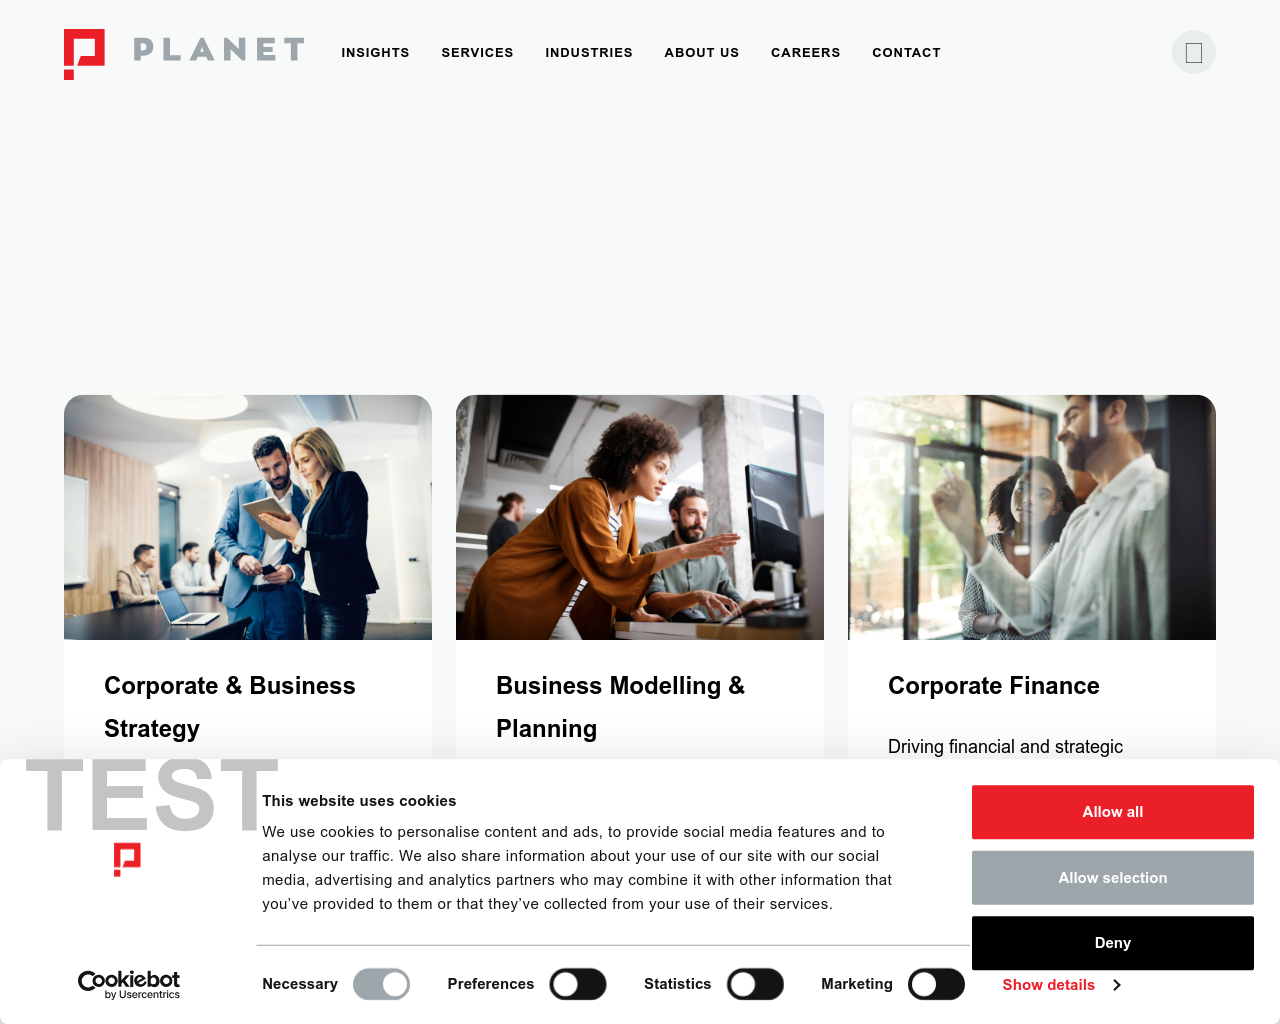 PLANET
INSIGHTS SERVICES INDUSTRIES ABOUT US CAREERS CONTACT
Corporate & Business
Strategy
Business Modelling &
Planning
Corporate Finance
Driving financial and strategic
TEST
This website uses cookies
We use cookies to personalise content and ads, to provide social media features and to
analyse our traffic. We also share information about your use of our site with our social
media, advertising and analytics partners who may combine it with other information that
you’ve provided to them or that they’ve collected from your use of their services.
Allow all
Allow selection
Deny
Cookiebot
by Usercentrics
Necessary Preferences Statistics Marketing Show details